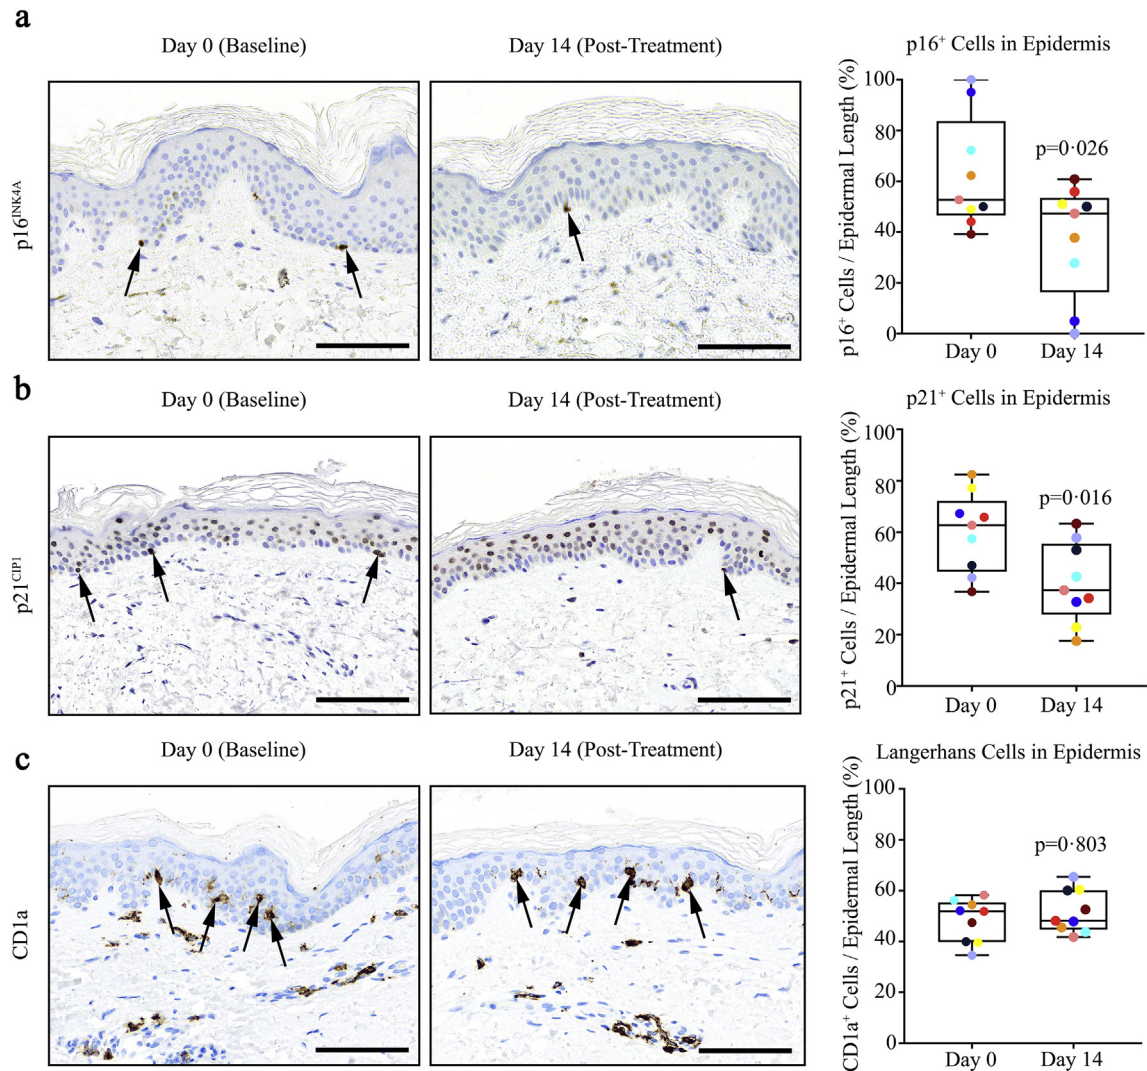 a
Day 0 (Baseline)
Day 14 (Post-Treatment)
p16⁺ Cells in Epidermis
p16ᴵᴺᴷ⁴ᴬ
p16⁺ Cells / Epidermal Length (%)
100
80
60
40
20
0
p=0·026
Day 0
Day 14
b
Day 0 (Baseline)
Day 14 (Post-Treatment)
p21⁺ Cells in Epidermis
p21ᶜᴵᴾ¹
p21⁺ Cells / Epidermal Length (%)
100
80
60
40
20
0
p=0·016
Day 0
Day 14
c
Day 0 (Baseline)
Day 14 (Post-Treatment)
Langerhans Cells in Epidermis
CD1a
CD1a⁺ Cells / Epidermal Length (%)
100
80
60
40
20
0
p=0·803
Day 0
Day 14